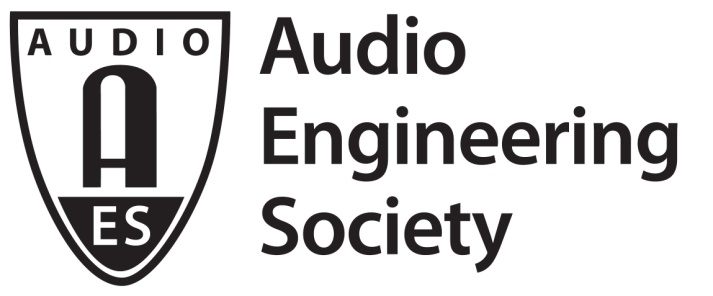 AUDIO
A
ES
Audio
Engineering
Society